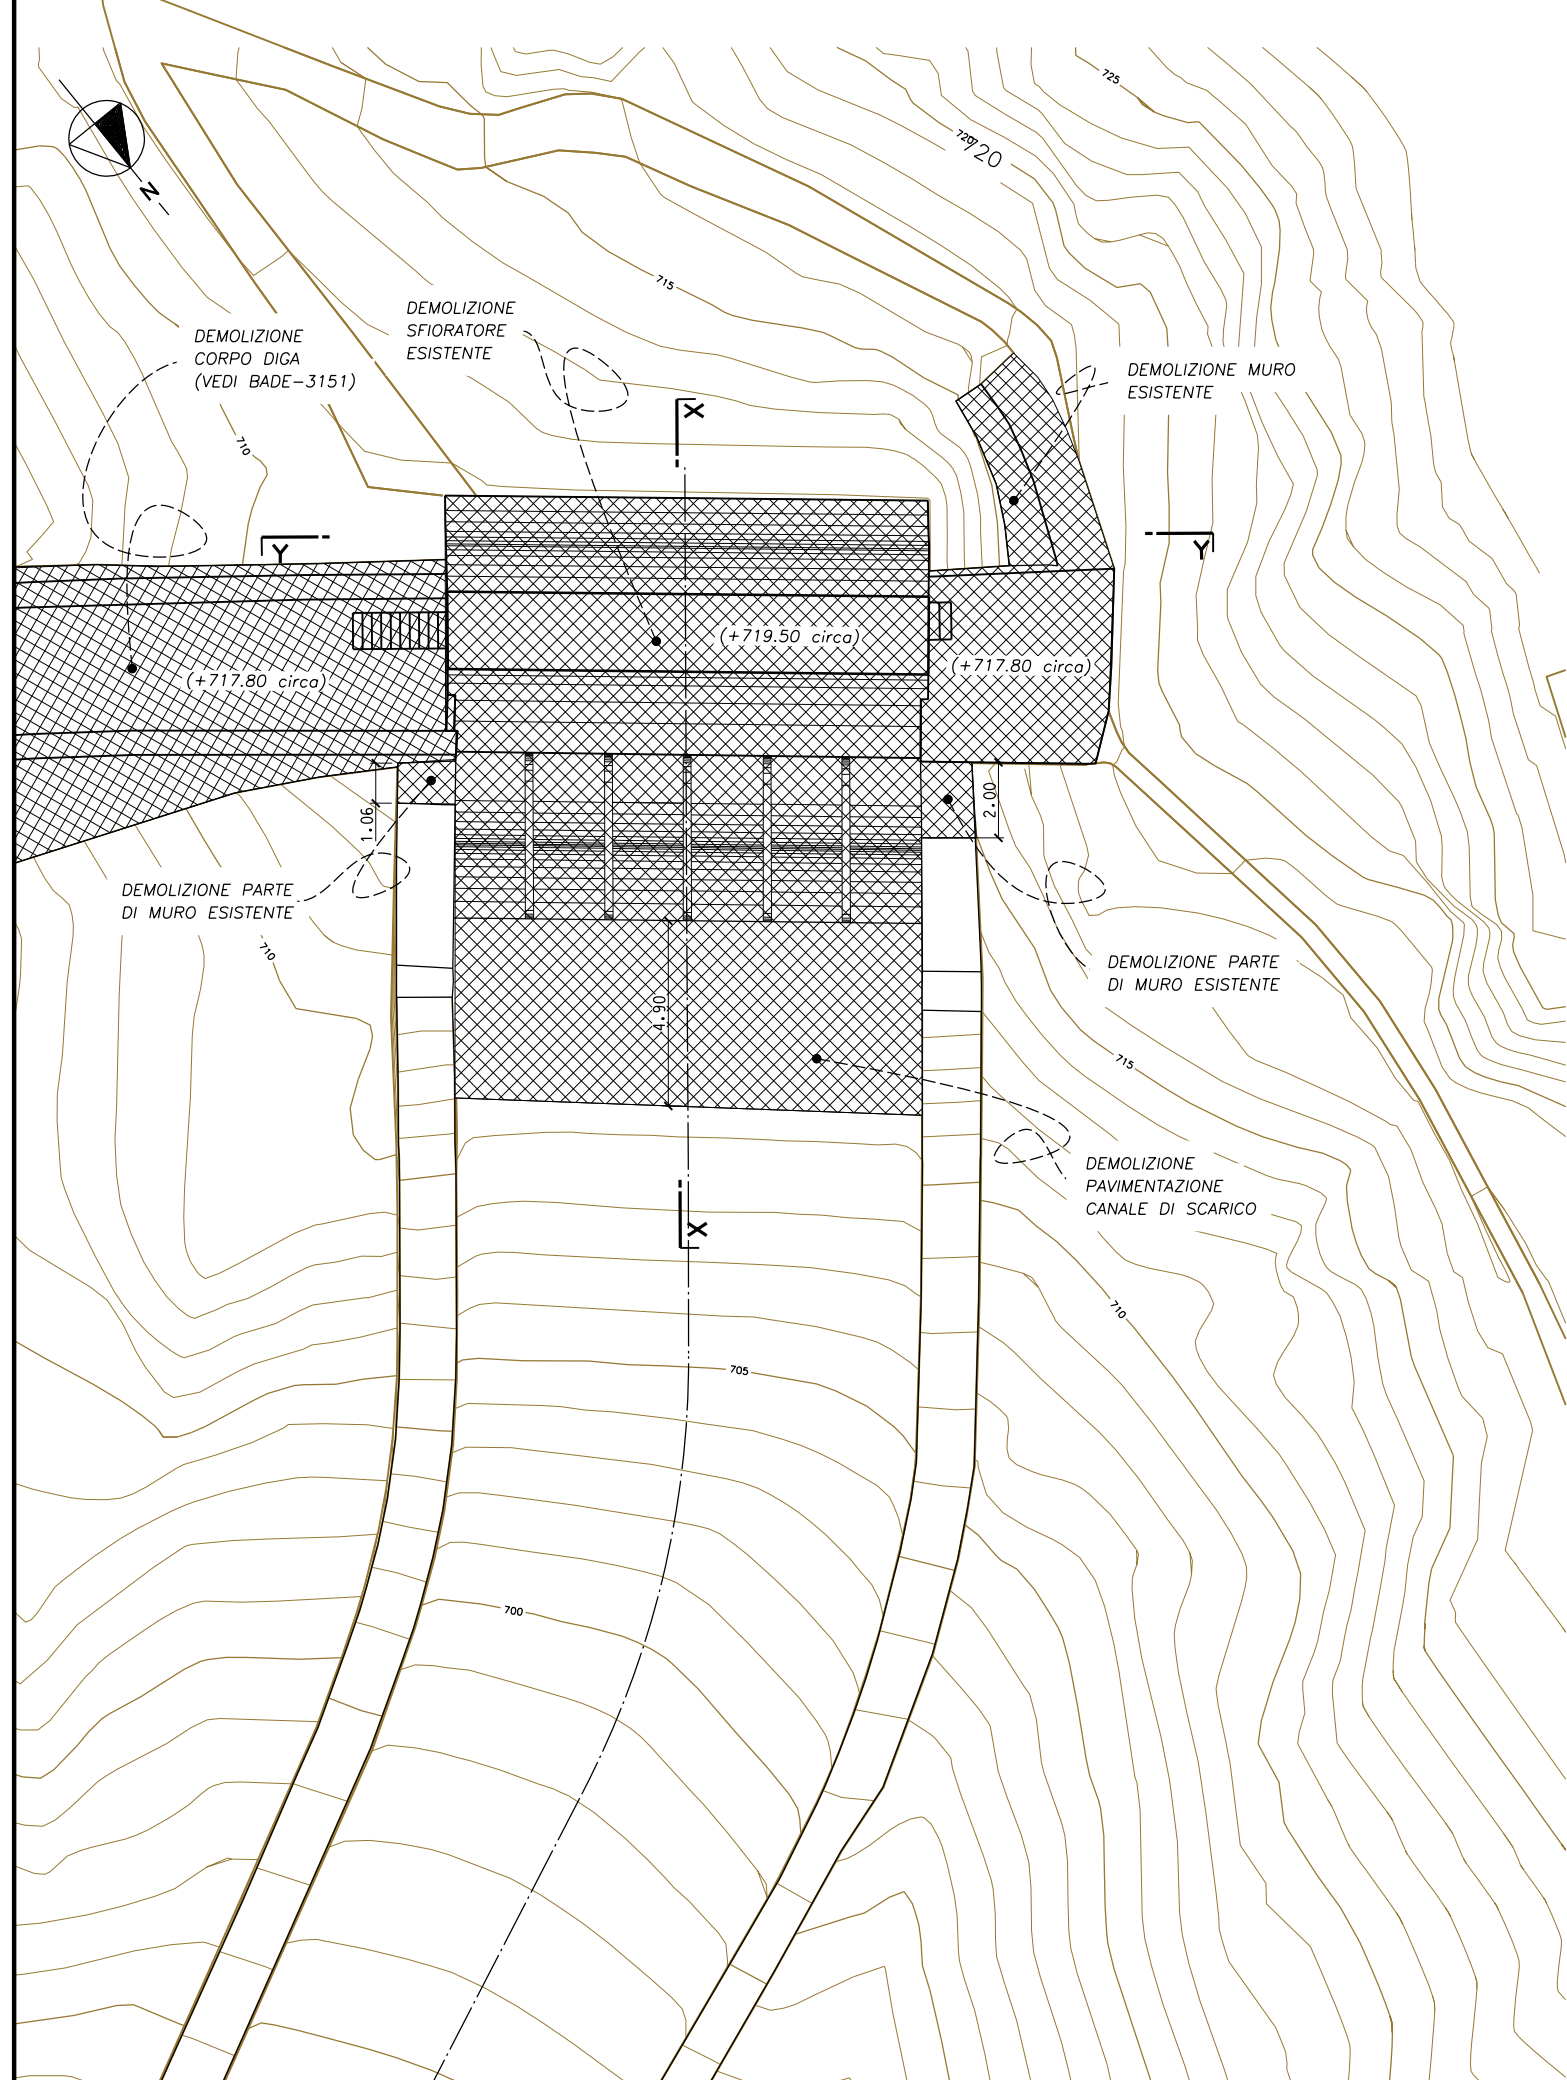 725
720
720
N
715
DEMOLIZIONE
SFIORATORE
ESISTENTE
DEMOLIZIONE
CORPO DIGA
(VEDI BADE-3151)
DEMOLIZIONE MURO
ESISTENTE
X
710
Y
Y
(+719.50 circa)
(+717.80 circa)
(+717.80 circa)
1.06
2.00
DEMOLIZIONE PARTE
DI MURO ESISTENTE
710
DEMOLIZIONE PARTE
DI MURO ESISTENTE
4.90
715
DEMOLIZIONE
PAVIMENTAZIONE
CANALE DI SCARICO
X
710
705
700